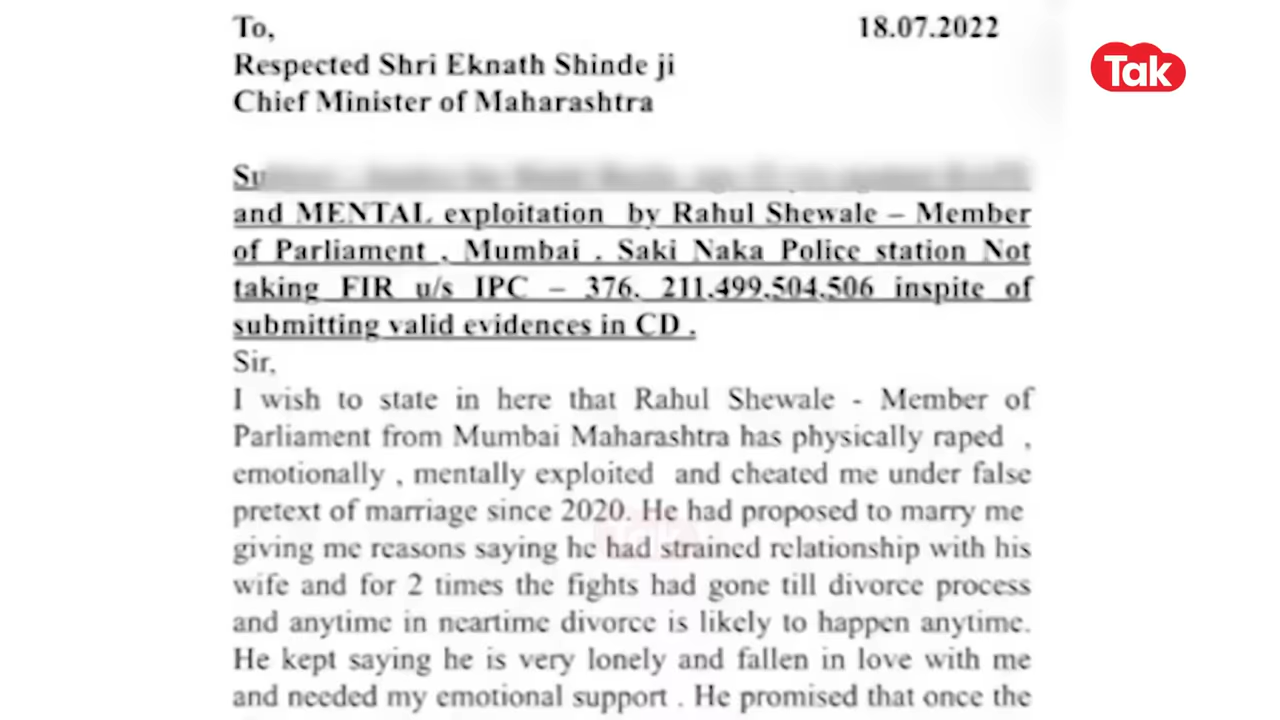 To, 18.07.2022
Tak
Respected Shri Eknath Shinde ji
Chief Minister of Maharashtra
Su
and MENTAL exploitation by Rahul Shewale – Member
of Parliament , Mumbai . Saki Naka Police station Not
taking FIR u/s IPC – 376, 211,499,504,506 inspite of
submitting valid evidences in CD .
Sir,
I wish to state in here that Rahul Shewale - Member of
Parliament from Mumbai Maharashtra has physically raped ,
emotionally , mentally exploited and cheated me under false
pretext of marriage since 2020. He had proposed to marry me
giving me reasons saying he had strained relationship with his
wife and for 2 times the fights had gone till divorce process
and anytime in neartime divorce is likely to happen anytime.
He kept saying he is very lonely and fallen in love with me
and needed my emotional support . He promised that once the